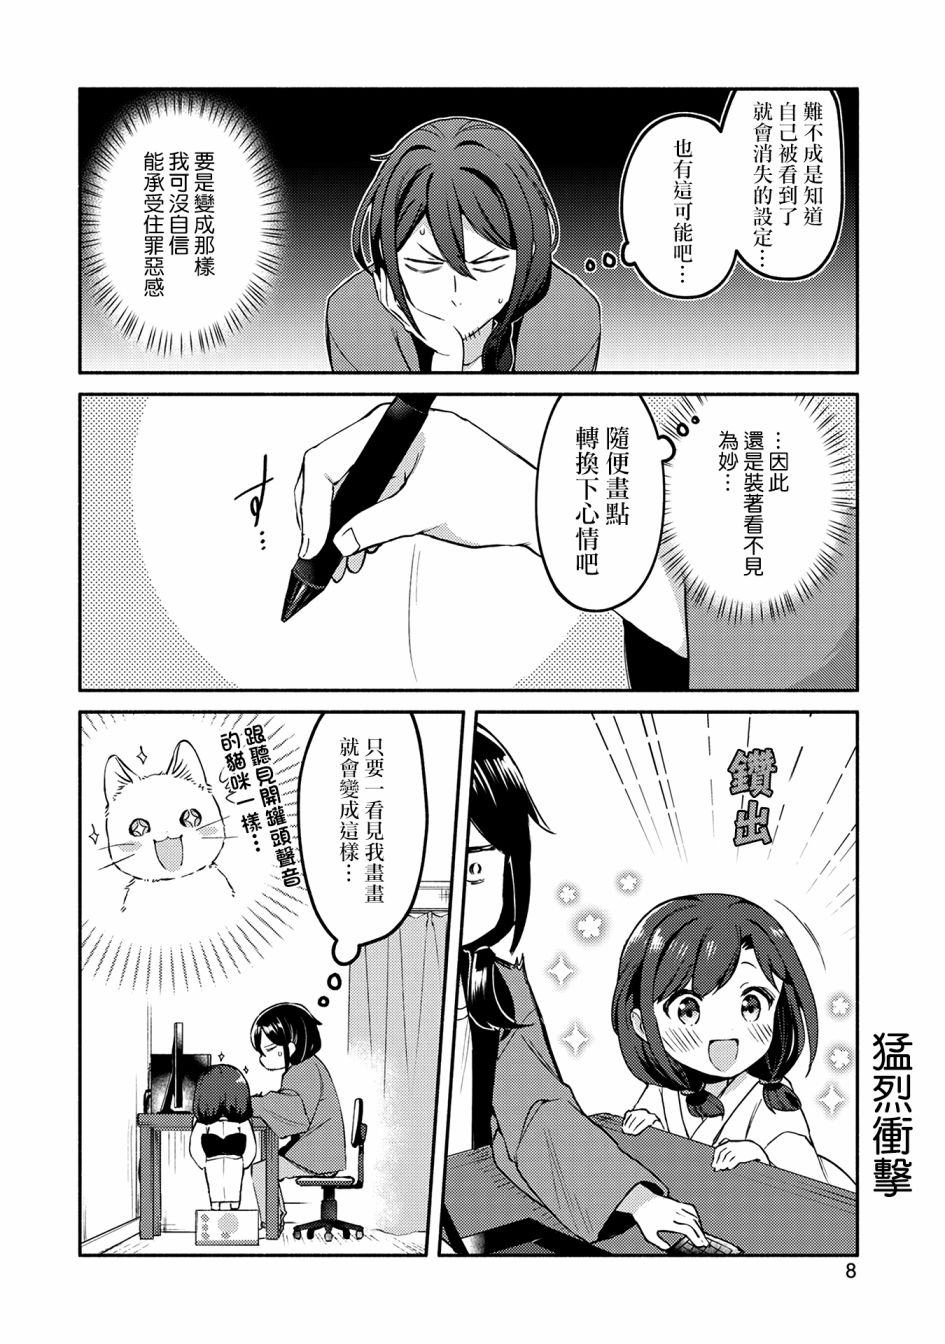 難不成是知道
自己被看到了
就會消失的設定…
也有這可能吧…
要是變成那樣
我可沒自信
能承受住罪惡感
…因此
還是裝著看不見
為妙…
隨便畫點
轉換下心情吧
鑽出
猛烈衝擊
只要一看見我畫畫
就會變成這樣…
跟聽見開罐頭聲音
的貓咪一樣…
8